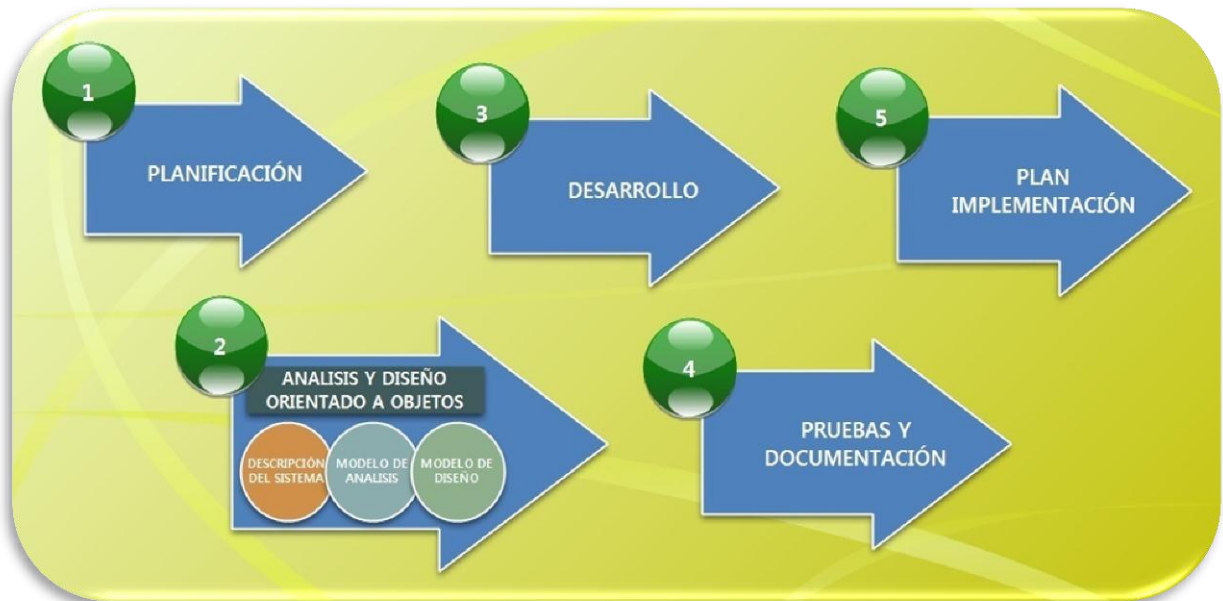 1
PLANIFICACIÓN
2
ANALISIS Y DISEÑO
ORIENTADO A OBJETOS
DESCRIPCIÓN
DEL SISTEMA
MODELO DE
ANALISIS
MODELO DE
DISEÑO
3
DESARROLLO
4
PRUEBAS Y
DOCUMENTACIÓN
5
PLAN
IMPLEMENTACIÓN